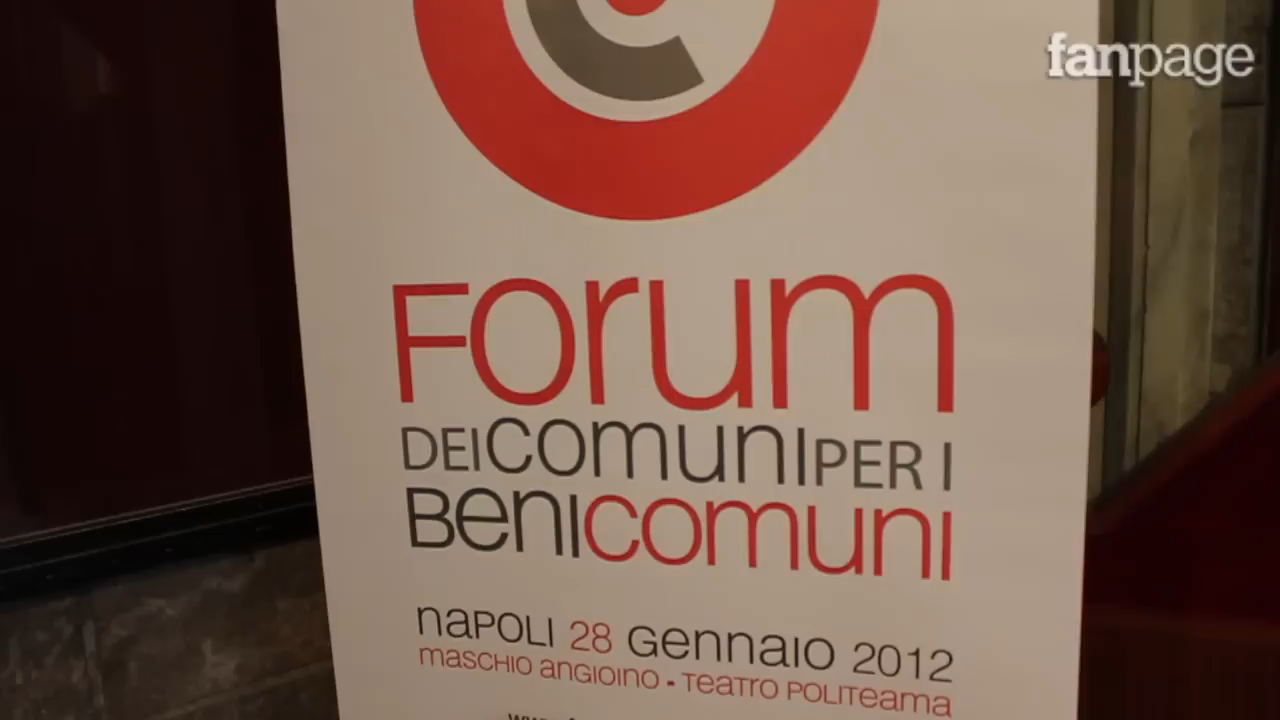 fanpage
Forum
DEI comuni PER I
Beni comuni
napoli 28 Gennaio 2012
maschio angioino - Teatro Politeama